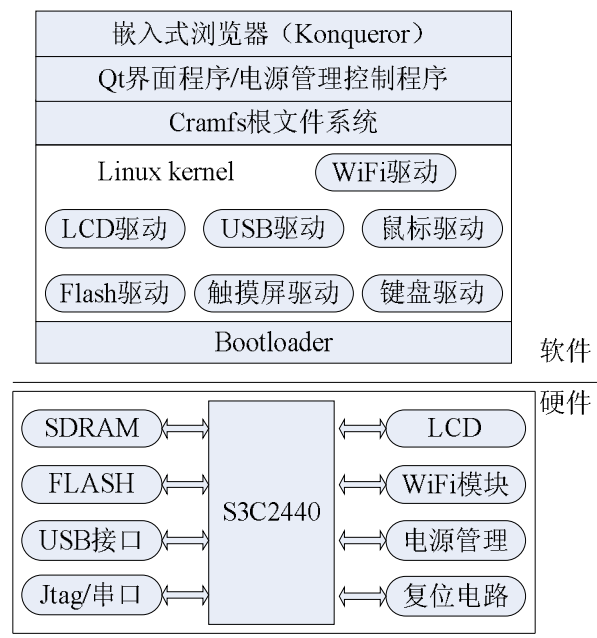 嵌入式浏览器（Konqueror）
Qt界面程序/电源管理控制程序
Cramfs根文件系统
Linux kernel
WiFi驱动
LCD驱动
USB驱动
鼠标驱动
Flash驱动
触摸屏驱动
键盘驱动
Bootloader
软件
硬件
SDRAM
LCD
FLASH
WiFi模块
S3C2440
USB接口
电源管理
Jtag/串口
复位电路